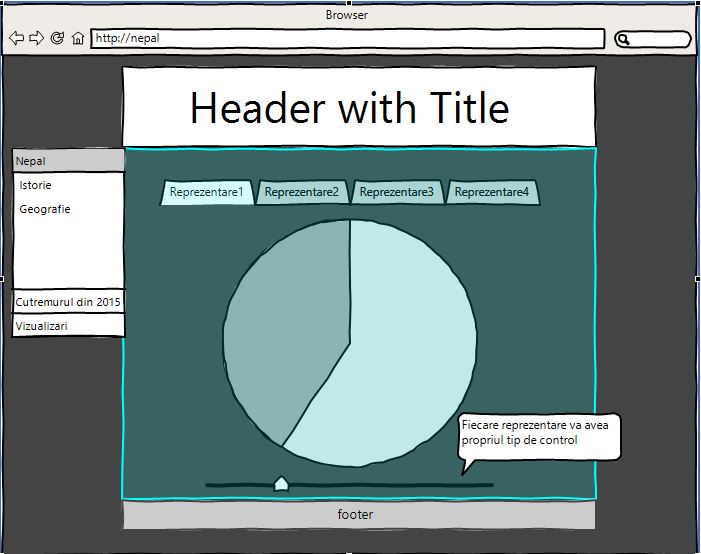 Browser
http://nepal
Header with Title
Nepal
Istorie
Geografie
Cutremurul din 2015
Vizualizari
Reprezentare1
Reprezentare2
Reprezentare3
Reprezentare4
Fiecare reprezentare va avea
propriul tip de control
footer